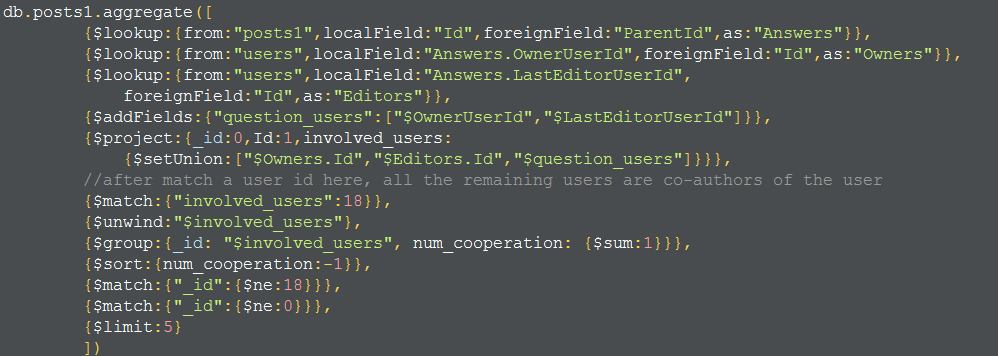 db.posts1.aggregate([
{$lookup:{from:"posts1",localField:"Id",foreignField:"ParentId",as:"Answers"}},
{$lookup:{from:"users",localField:"Answers.OwnerUserId",foreignField:"Id",as:"Owners"}},
{$lookup:{from:"users",localField:"Answers.LastEditorUserId",
foreignField:"Id",as:"Editors"}},
{$addFields:{"question_users":["$OwnerUserId","$LastEditorUserId"]}},
{$project:{_id:0,Id:1,involved_users:
{$setUnion:["$Owners.Id","$Editors.Id","$question_users"]}}},
//after match a user id here, all the remaining users are co-authors of the user
{$match:{"involved_users":18}},
{$unwind:"$involved_users"},
{$group:{_id: "$involved_users", num_cooperation: {$sum:1}}},
{$sort:{num_cooperation:-1}},
{$match:{"_id":{$ne:18}}},
{$match:{"_id":{$ne:0}}},
{$limit:5}
])